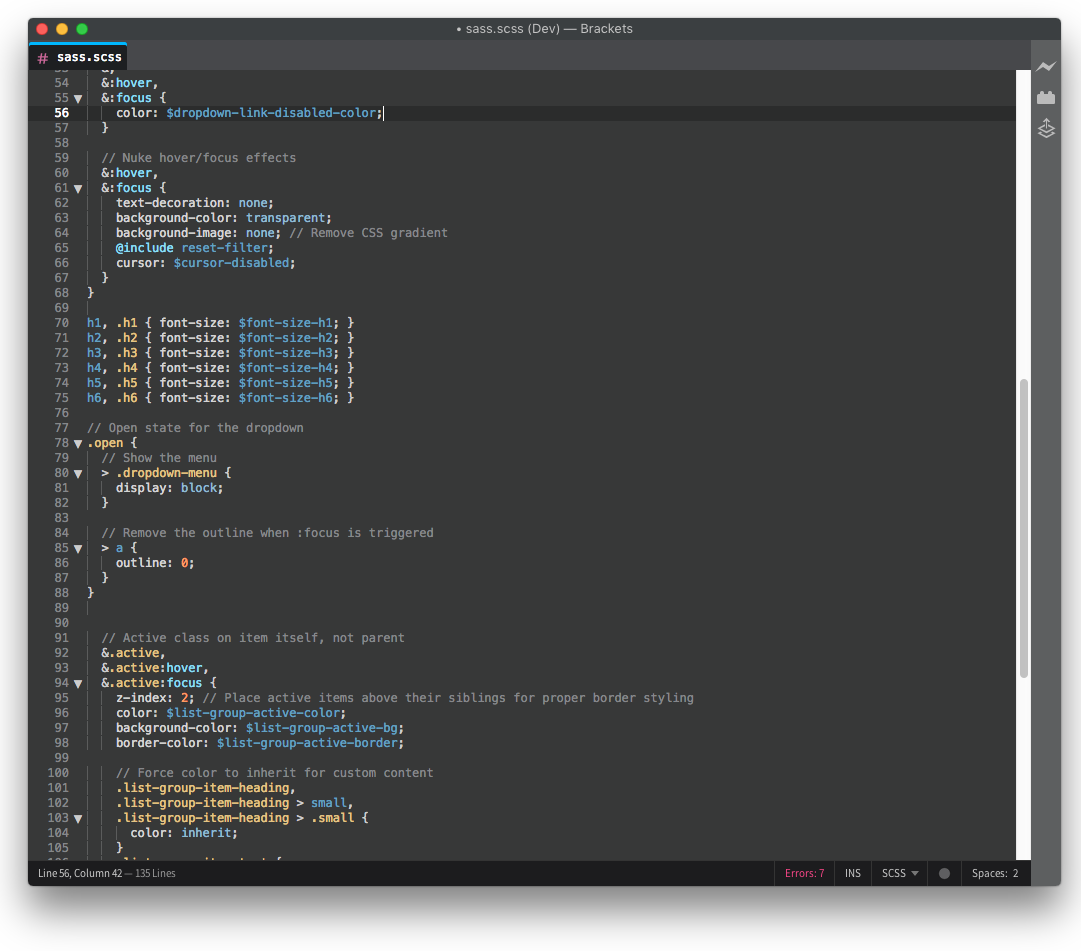 • sass.scss (Dev) — Brackets
# sass.scss
54 &:hover,
55 ▼ &:focus {
56 color: $dropdown-link-disabled-color;
57 }
58
59 // Nuke hover/focus effects
60 &:hover,
61 ▼ &:focus {
62 text-decoration: none;
63 background-color: transparent;
64 background-image: none; // Remove CSS gradient
65 @include reset-filter;
66 cursor: $cursor-disabled;
67 }
68 }
69
70 h1, .h1 { font-size: $font-size-h1; }
71 h2, .h2 { font-size: $font-size-h2; }
72 h3, .h3 { font-size: $font-size-h3; }
73 h4, .h4 { font-size: $font-size-h4; }
74 h5, .h5 { font-size: $font-size-h5; }
75 h6, .h6 { font-size: $font-size-h6; }
76
77 // Open state for the dropdown
78 ▼ .open {
79 // Show the menu
80 ▼ > .dropdown-menu {
81 display: block;
82 }
83
84 // Remove the outline when :focus is triggered
85 ▼ > a {
86 outline: 0;
87 }
88 }
89
90
91 // Active class on item itself, not parent
92 &.active,
93 &.active:hover,
94 ▼ &.active:focus {
95 z-index: 2; // Place active items above their siblings for proper border styling
96 color: $list-group-active-color;
97 background-color: $list-group-active-bg;
98 border-color: $list-group-active-border;
99
100 // Force color to inherit for custom content
101 .list-group-item-heading,
102 .list-group-item-heading > small,
103 ▼ .list-group-item-heading > .small {
104 color: inherit;
105 }
Line 56, Column 42 — 135 Lines
Errors: 7 INS SCSS ▼ Spaces: 2